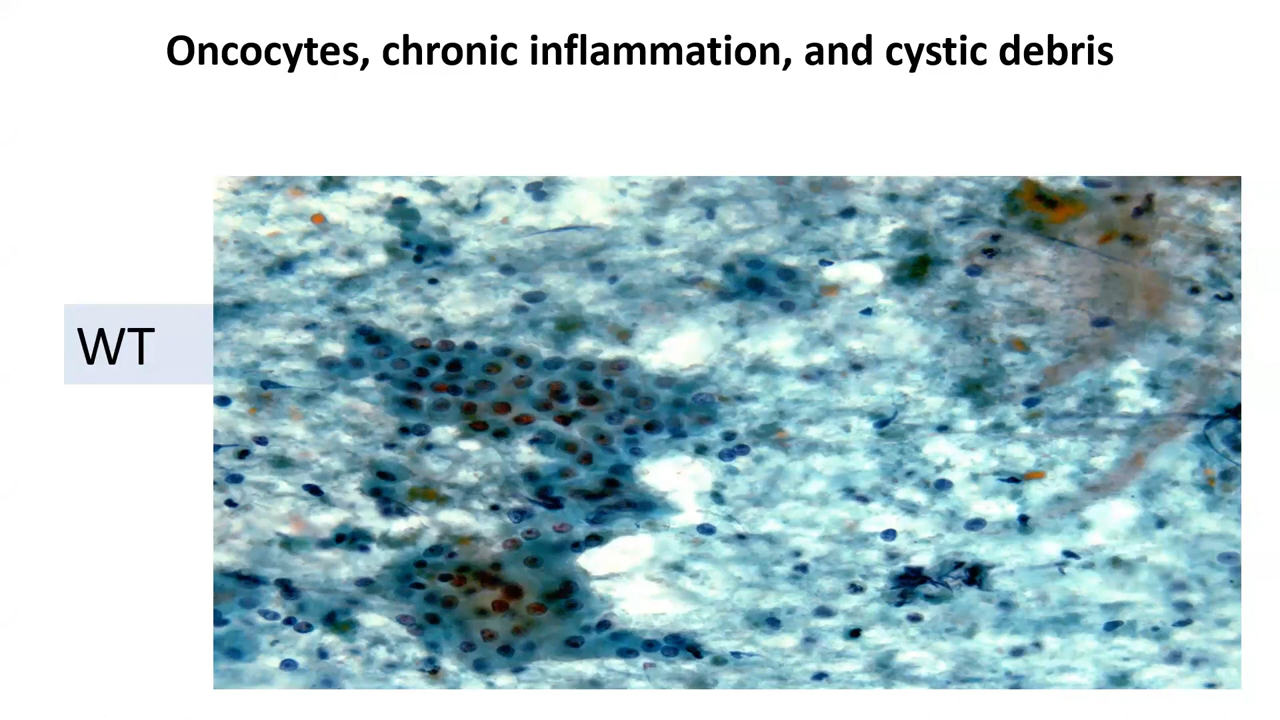 Oncocytes, chronic inflammation, and cystic debris
WT